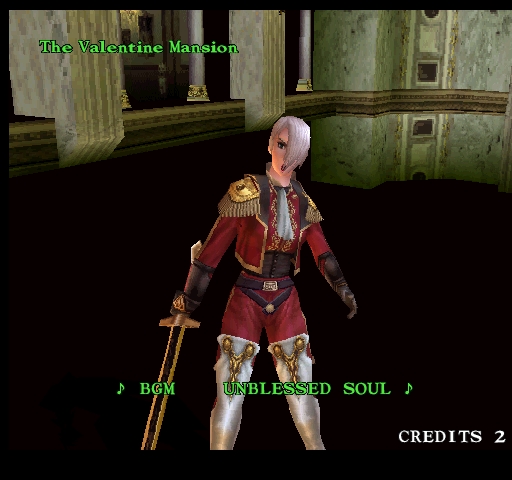 The Valentine Mansion
♪ BGM UNBLESSED SOUL ♪
CREDITS 2